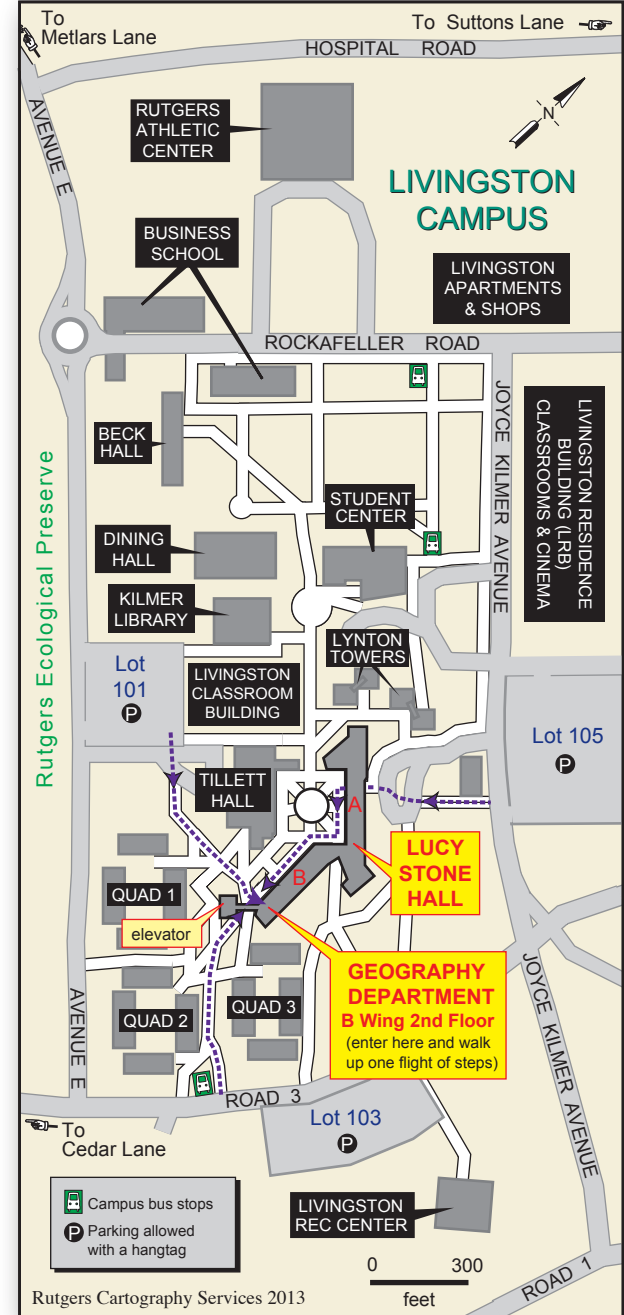 To
Metlars Lane
To Suttons Lane
HOSPITAL ROAD
AVENUE E
RUTGERS
ATHLETIC
CENTER
N
LIVINGSTON
CAMPUS
BUSINESS
SCHOOL
LIVINGSTON
APARTMENTS
& SHOPS
ROCKAFELLER ROAD
JOYCE KILMER AVENUE
LIVINGSTON RESIDENCE
BUILDING (LRB)
CLASSROOMS & CINEMA
BECK
HALL
Rutgers Ecological Preserve
STUDENT
CENTER
DINING
HALL
KILMER
LIBRARY
LYNTON
TOWERS
Lot
101
P
LIVINGSTON
CLASSROOM
BUILDING
Lot 105
P
TILLETT
HALL
A
LUCY
STONE
HALL
B
QUAD 1
elevator
GEOGRAPHY
DEPARTMENT
B Wing 2nd Floor
(enter here and walk
up one flight of steps)
QUAD 2
QUAD 3
AVENUE E
JOYCE KILMER AVENUE
ROAD 3
To
Cedar Lane
Lot 103
P
Campus bus stops
P Parking allowed
with a hangtag
LIVINGSTON
REC CENTER
0 300
feet
ROAD 1
Rutgers Cartography Services 2013